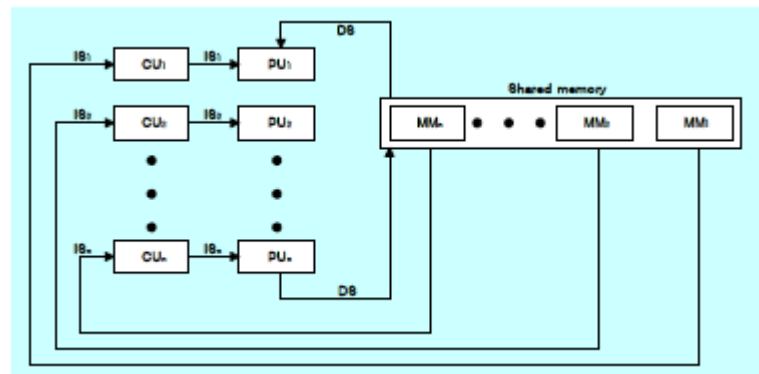 DS
IS₁ CU₁ IS₁ PU₁
Shared memory
IS₂ CU₂ IS₂ PU₂
MMₙ MM₂ MM1
ISₙ CUₙ ISₙ PUₙ
DS